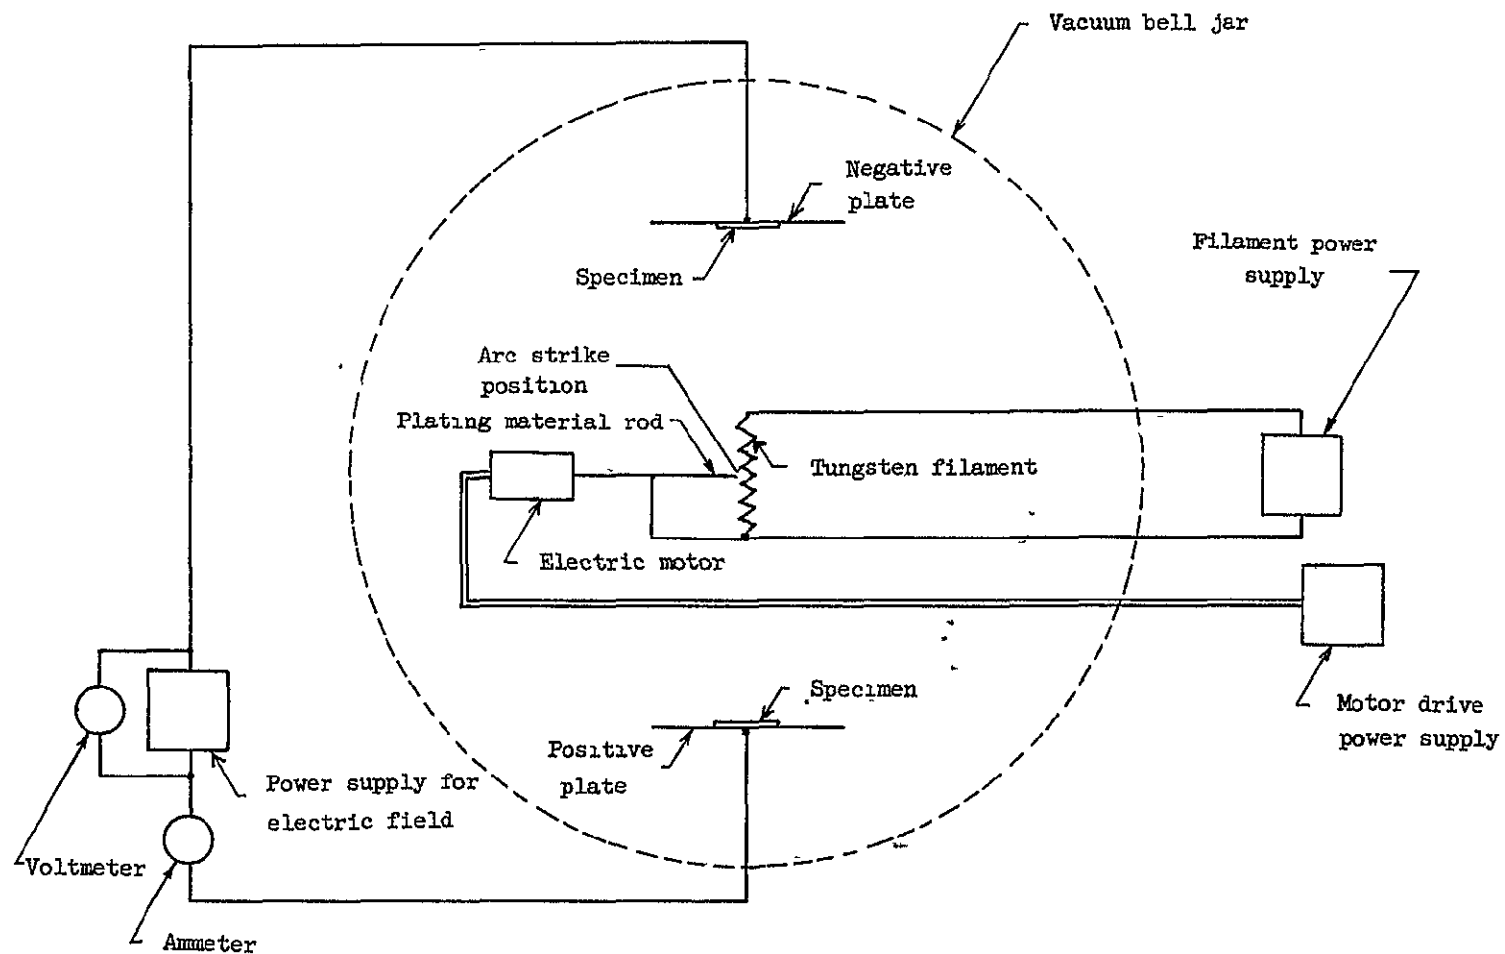 Vacuum bell jar
Negative
plate
Specimen
Filament power
supply
Arc strike
position
Plating material rod
Tungsten filament
Electric motor
Specimen
Motor drive
power supply
Positive
plate
Power supply for
electric field
Voltmeter
Ammeter